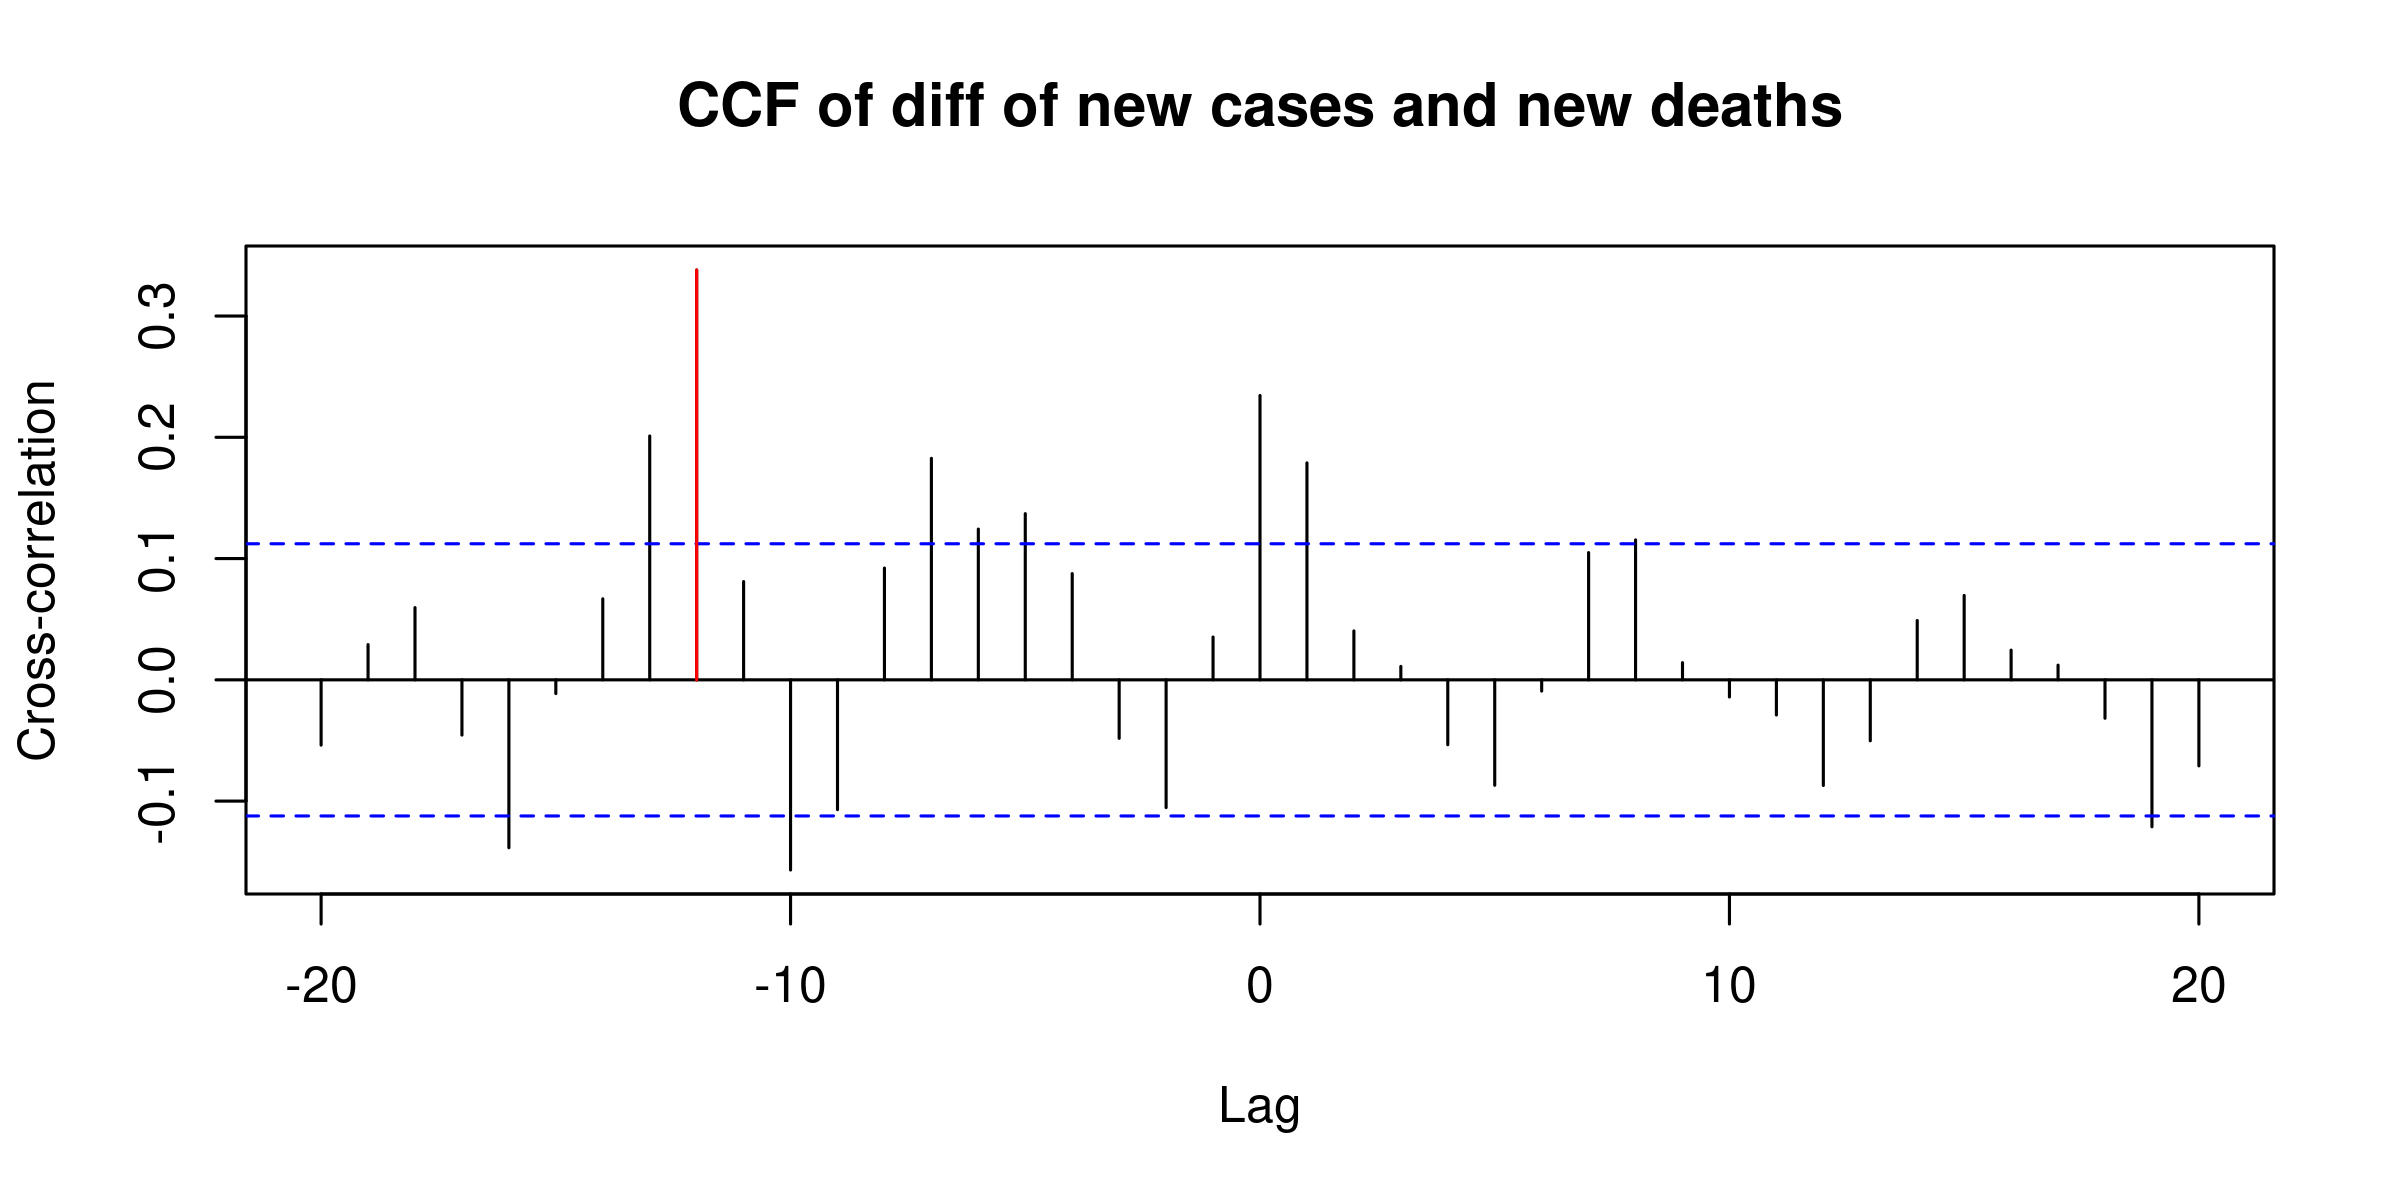 CCF of diff of new cases and new deaths
Cross-correlation
0.3
0.2
0.1
0.0
-0.1
-20 -10 0 10 20
Lag